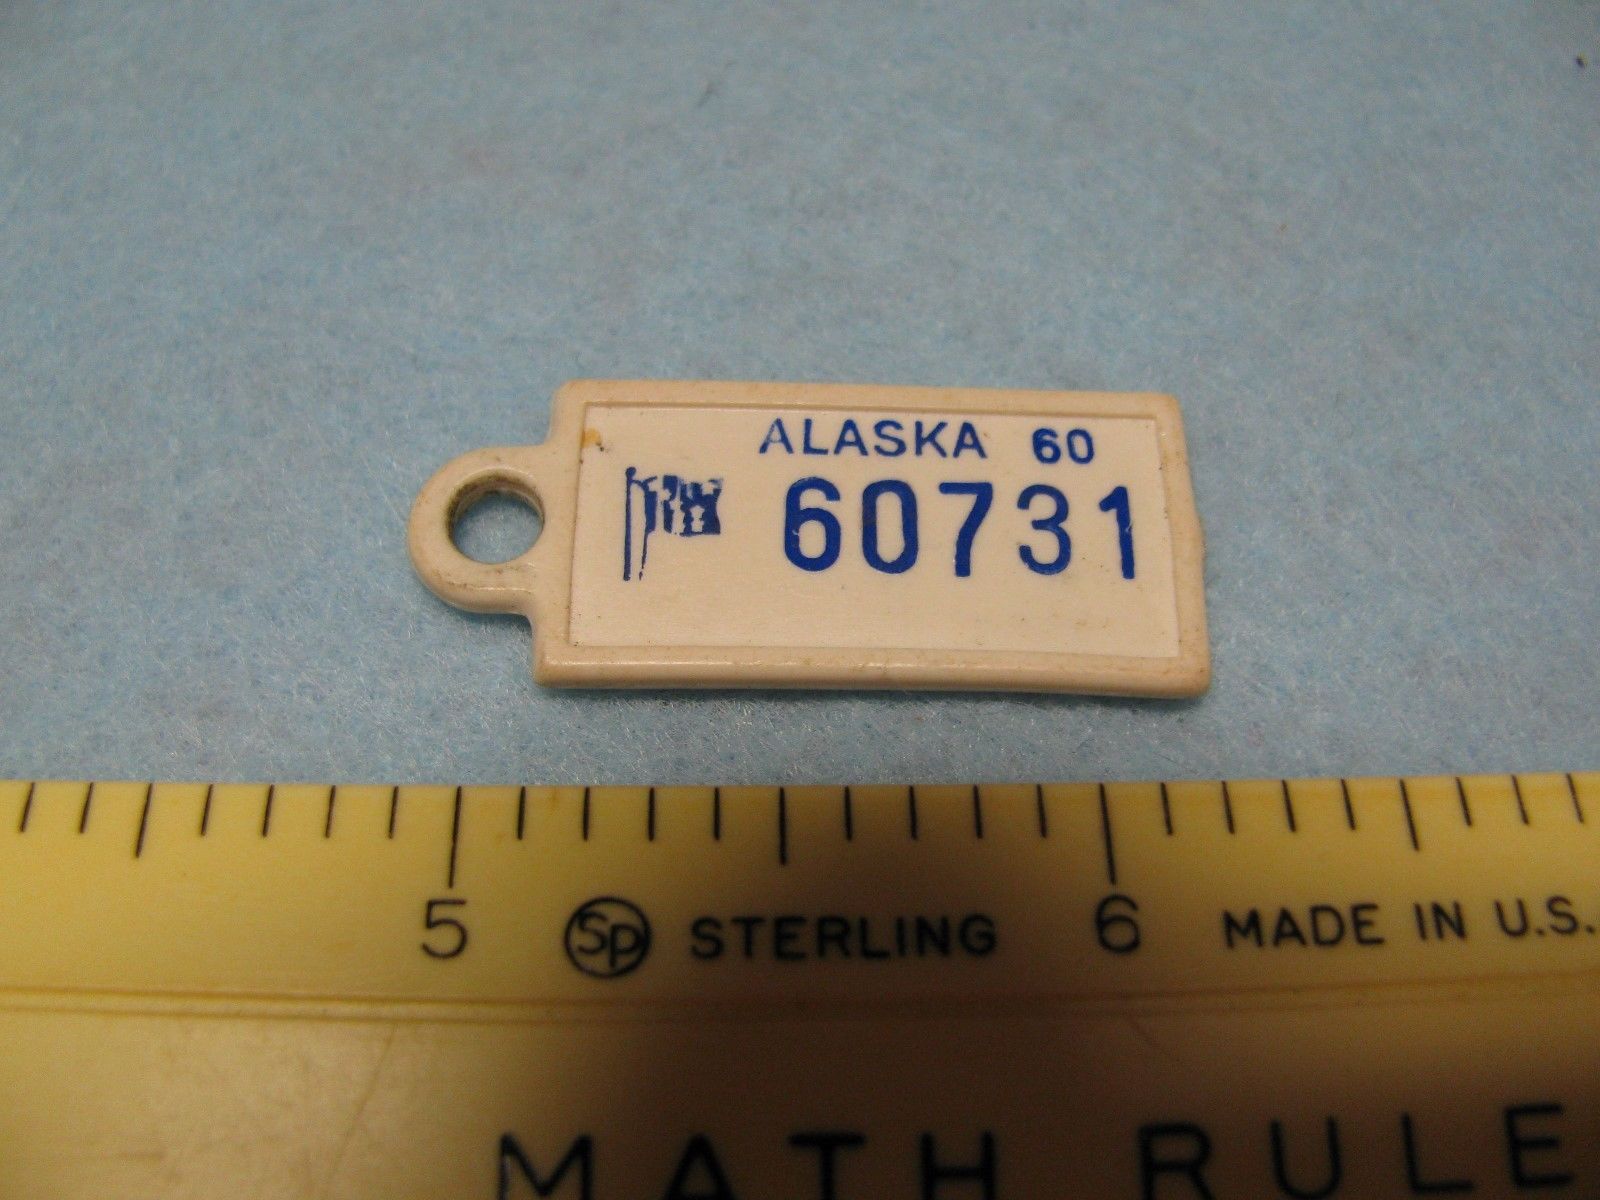 ALASKA 60
60731
5 Sp STERLING 6 MADE IN U.S.
MATH RULE